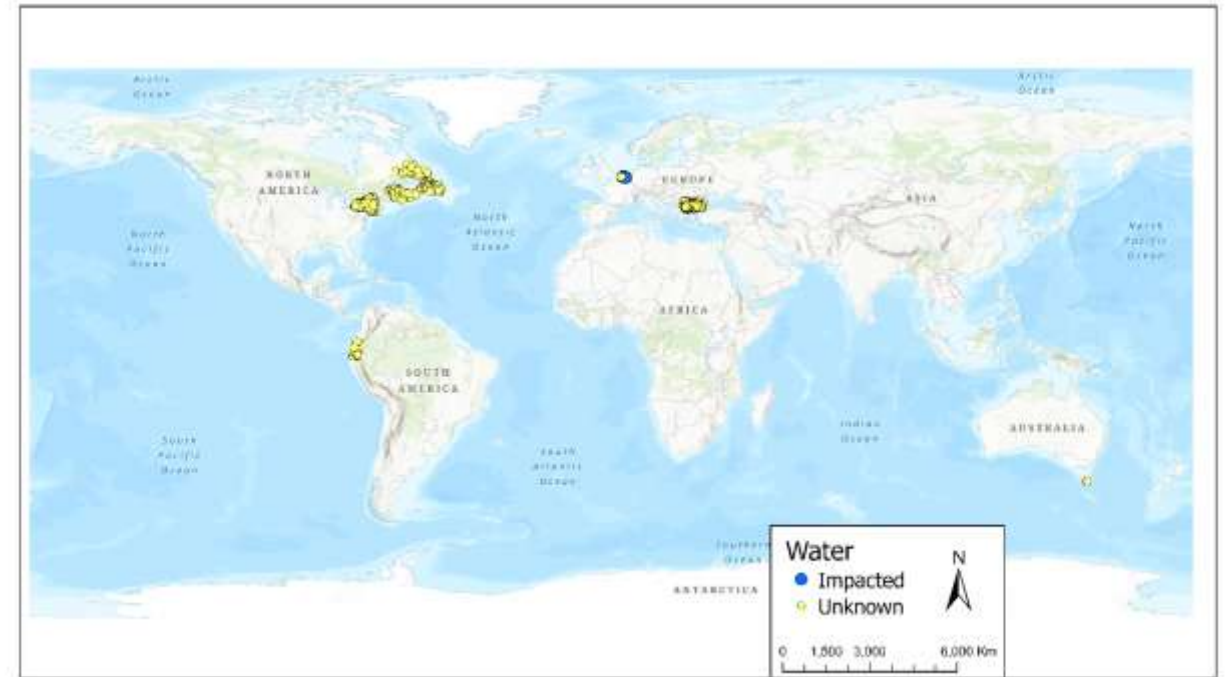 Arctic
Ocean
Arctic
Ocean
NORTH
AMERICA
EUROPE
ASIA
North
Pacific
Ocean
North
Atlantic
Ocean
North
Pacific
Ocean
AFRICA
SOUTH
AMERICA
South
Pacific
Ocean
South
Atlantic
Ocean
Indian
Ocean
AUSTRALIA
Southern
Ocean
ANTARCTICA
Water
Impacted
Unknown
N
0 1,500 3,000 6,000 Km